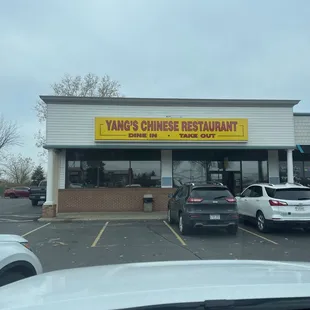 YANG'S CHINESE RESTAURANT
DINE IN • TAKE OUT